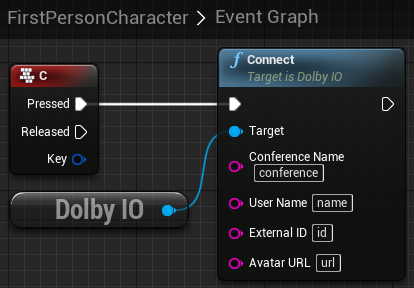 FirstPersonCharacter > Event Graph
C
Pressed
Released
Key
Dolby IO
f Connect
Target is Dolby IO
Target
Conference Name
conference
User Name name
External ID id
Avatar URL url